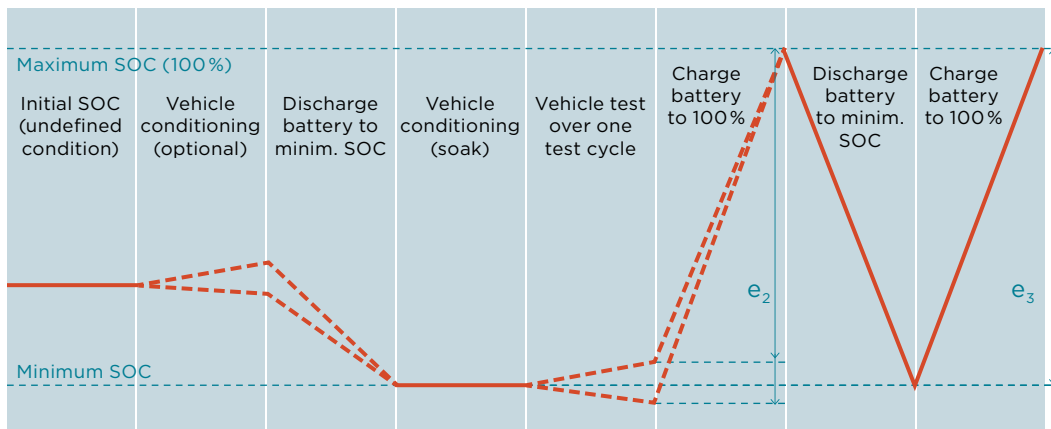 Maximum SOC (100%)
Initial SOC
(undefined
condition)
Vehicle
conditioning
(optional)
Discharge
battery to
minim. SOC
Vehicle
conditioning
(soak)
Vehicle test
over one
test cycle
Charge
battery
to 100%
Discharge
battery
to minim.
SOC
Charge
battery
to 100%
e2
e3
Minimum SOC